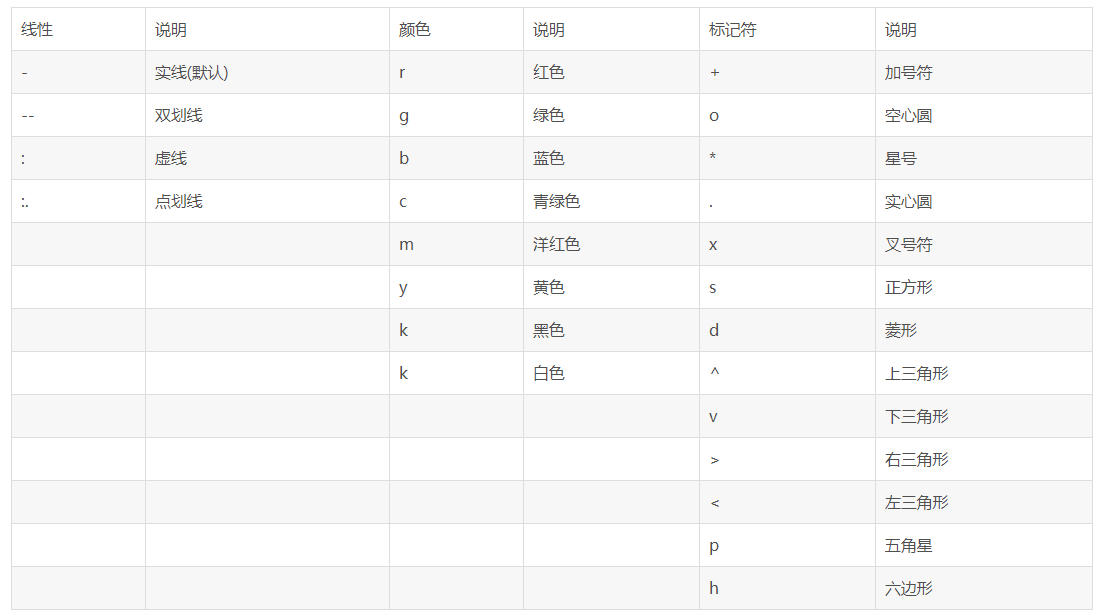 线性 说明 颜色 说明 标记符 说明
- 实线(默认) r 红色 + 加号符
-- 双划线 g 绿色 o 空心圆
: 虚线 b 蓝色 * 星号
:. 点划线 c 青绿色 . 实心圆
m 洋红色 x 叉号符
y 黄色 s 正方形
k 黑色 d 菱形
k 白色 ^ 上三角形
v 下三角形
> 右三角形
< 左三角形
p 五角星
h 六边形